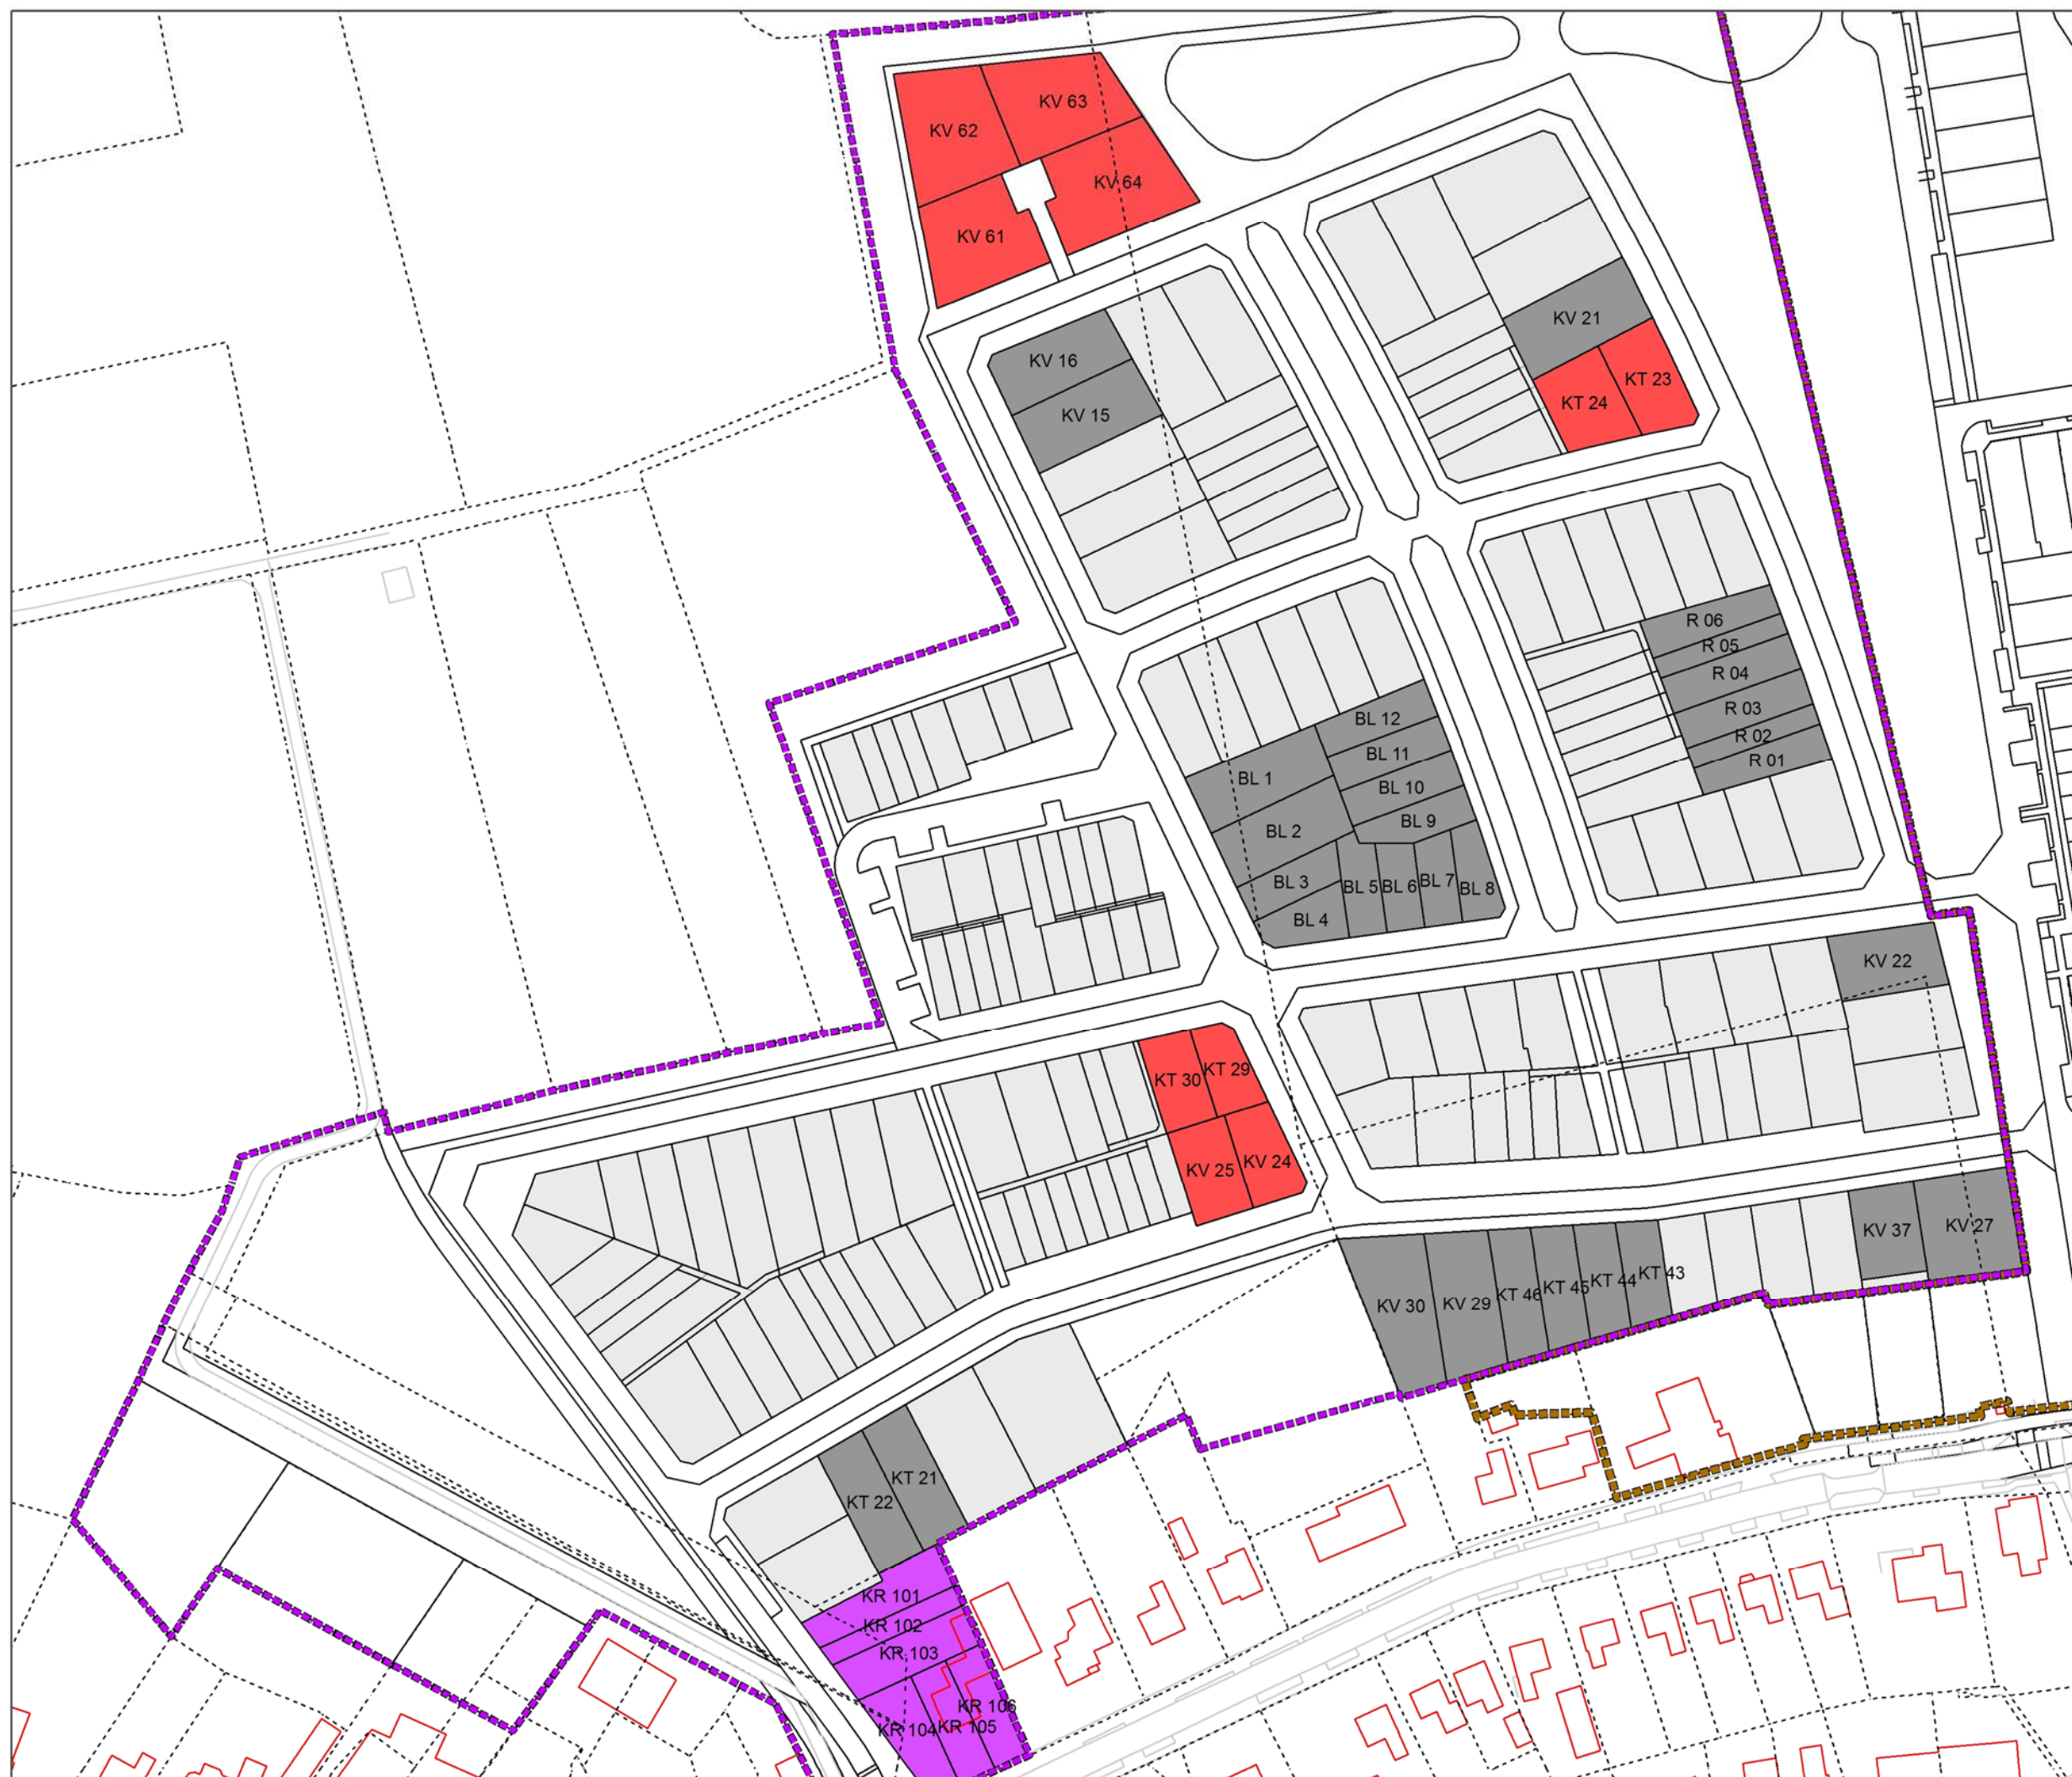 KV 63
KV 62
KV 64
KV 61
KV 21
KV 16
KT 23
KT 24
KV 15
R 06
R 05
R 04
R 03
R 02
R 01
BL 12
BL 11
BL 1
BL 10
BL 9
BL 2
BL 3
BL 5
BL 6
BL 7
BL 8
BL 4
KV 22
KT 30
KT 29
KV 25
KV 24
KV 37
KV 27
KV 30
KV 29
KT 46
KT 45
KT 44
KT 43
KT 21
KT 22
KR 101
KR 102
KR 103
KR 106
KR 104
KR 105